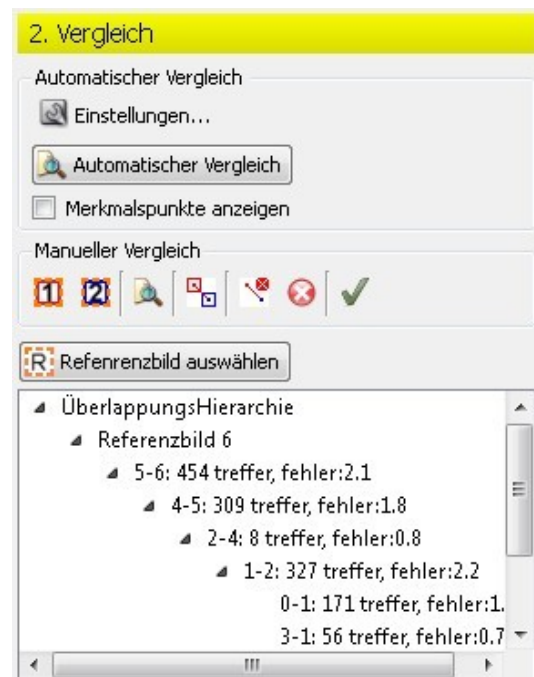 2. Vergleich
Automatischer Vergleich
Einstellungen...
Automatischer Vergleich
Merkmalspunkte anzeigen
Manueller Vergleich
1 2
R Refenrenzbild auswählen
ÜberlappungsHierarchie
Referenzbild 6
5-6: 454 treffer, fehler:2.1
4-5: 309 treffer, fehler:1.8
2-4: 8 treffer, fehler:0.8
1-2: 327 treffer, fehler:2.2
0-1: 171 treffer, fehler:1.
3-1: 56 treffer, fehler:0.7